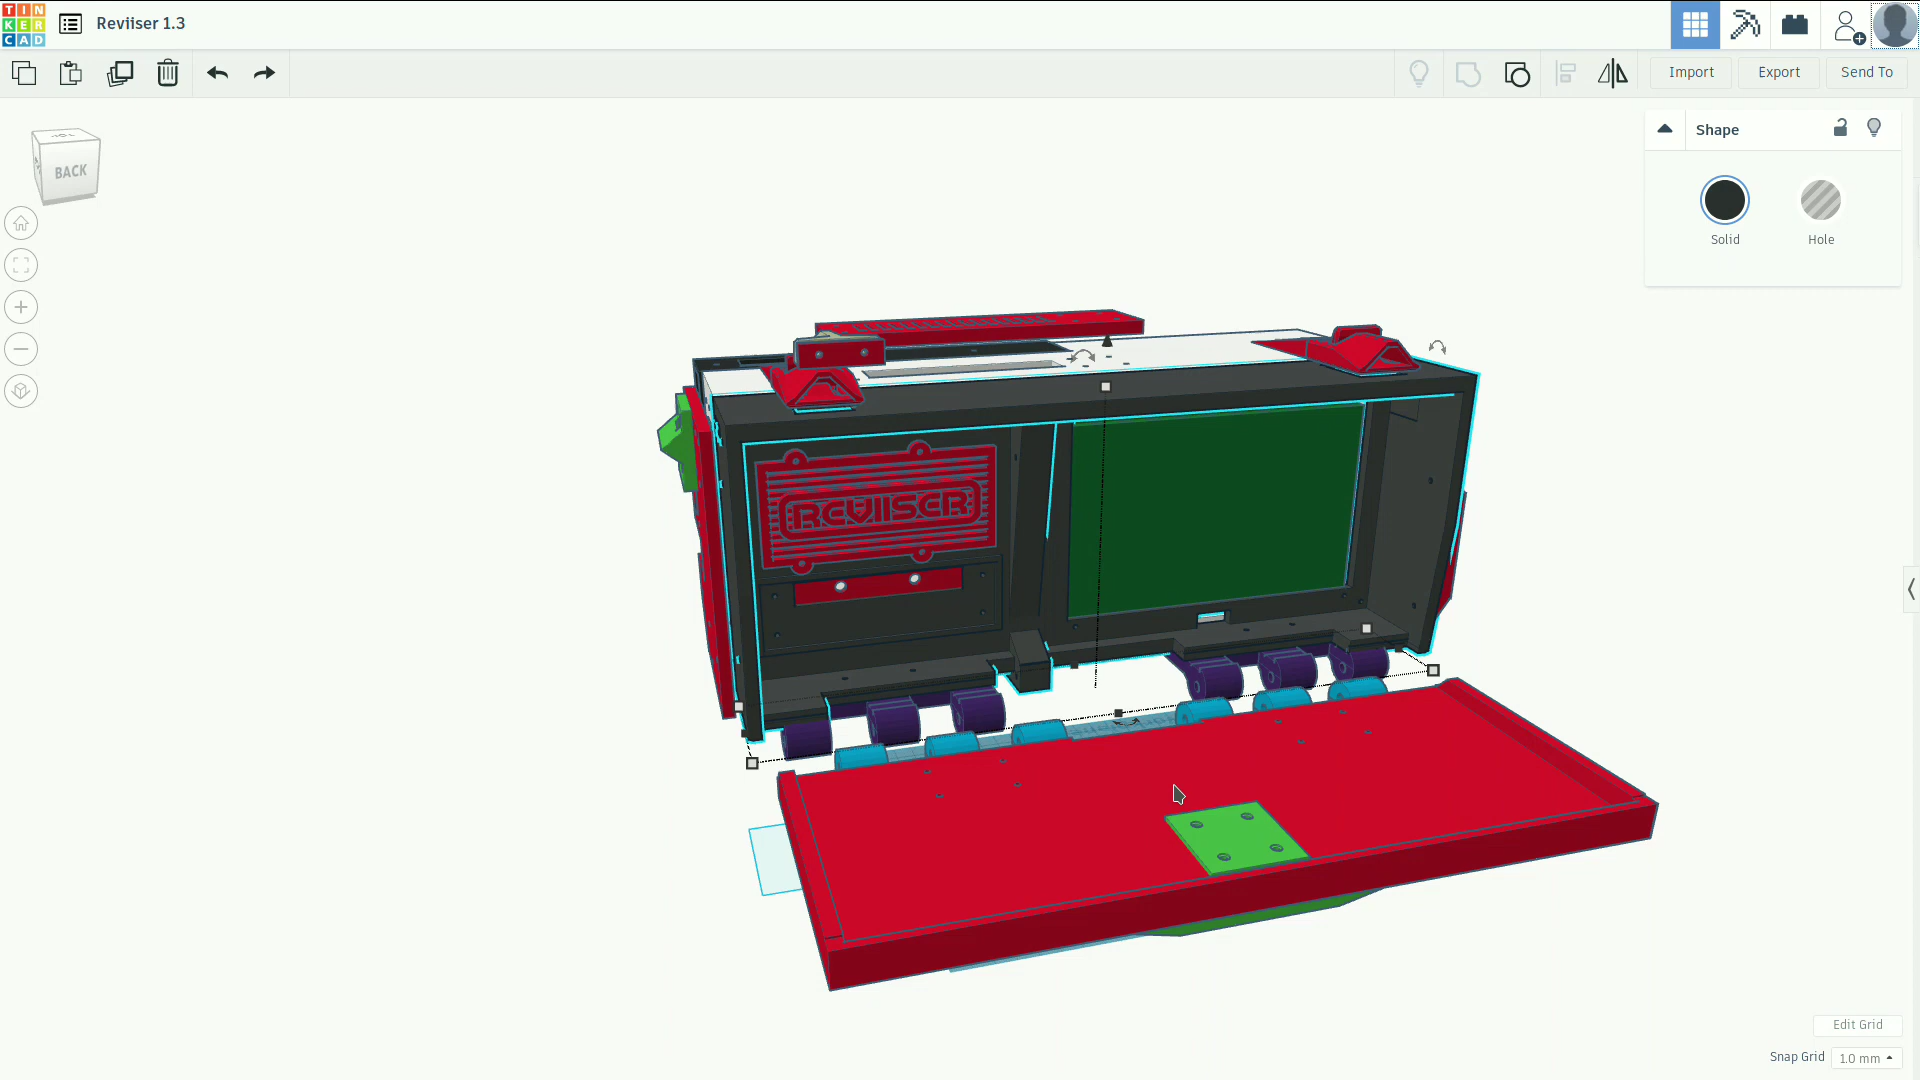 TIN
KER
CAD
Reviiser 1.3
Import
Export
Send To
BACK
Shape
Solid
Hole
REVIISER
Edit Grid
Snap Grid
1.0 mm